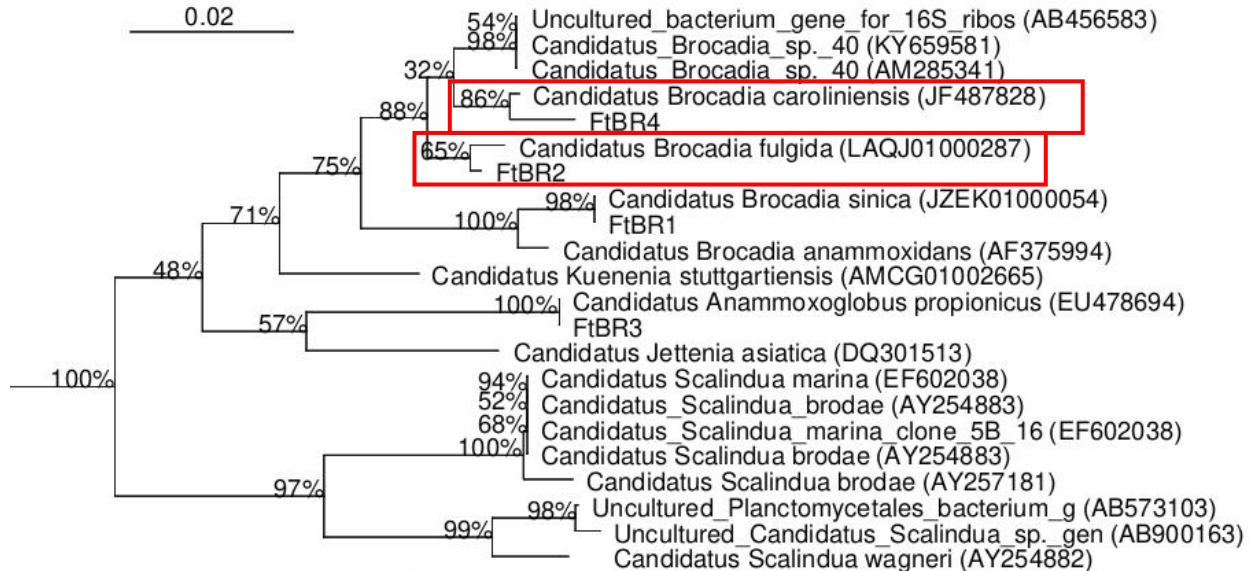 0.02
54% Uncultured_bacterium_gene_for_16S_ribos (AB456583)
98% Candidatus_Brocadia_sp._40 (KY659581)
Candidatus_Brocadia_sp._40 (AM285341)
32%
86% Candidatus Brocadia caroliniensis (JF487828)
88%
FtBR4
65% Candidatus Brocadia fulgida (LAQJ01000287)
75%
FtBR2
98% Candidatus Brocadia sinica (JZEK01000054)
71%
100% FtBR1
Candidatus Brocadia anammoxidans (AF375994)
48%
Candidatus Kuenenia stuttgartiensis (AMCG01002665)
100% Candidatus Anammoxoglobus propionicus (EU478694)
57% FtBR3
Candidatus Jettenia asiatica (DQ301513)
100%
94% Candidatus Scalindua marina (EF602038)
52% Candidatus_Scalindua_brodae (AY254883)
68% Candidatus_Scalindua_marina_clone_5B_16 (EF602038)
100% Candidatus Scalindua brodae (AY254883)
Candidatus Scalindua brodae (AY257181)
97%
98% Uncultured_Planctomycetales_bacterium_g (AB573103)
99% Uncultured_Candidatus_Scalindua_sp._gen (AB900163)
Candidatus Scalindua wagneri (AY254882)